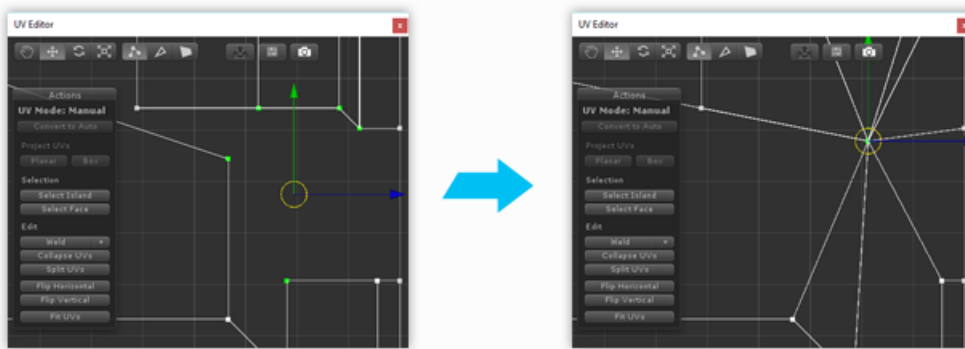 UV Editor
x
Actions
UV Mode: Manual
Convert to Auto
Project UVs
Planar Box
Selection
Select Island
Select Face
Edit
Weld +
Collapse UVs
Split UVs
Flip Horizontal
Flip Vertical
Fit UVs
UV Editor
x
Actions
UV Mode: Manual
Convert to Auto
Project UVs
Planar Box
Selection
Select Island
Select Face
Edit
Weld +
Collapse UVs
Split UVs
Flip Horizontal
Flip Vertical
Fit UVs